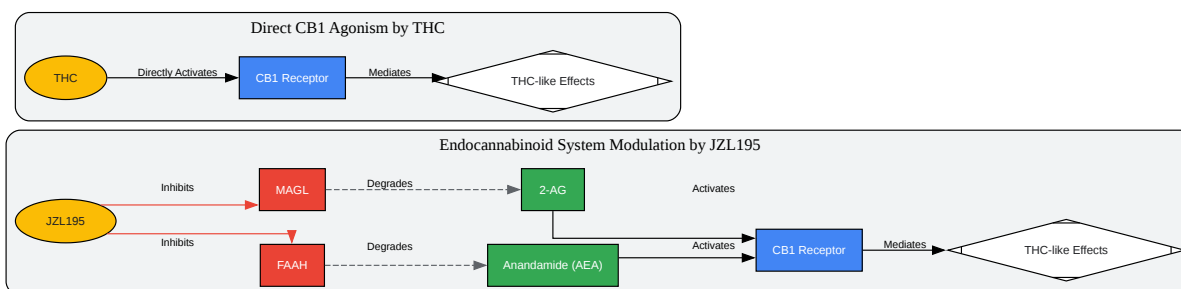 Direct CB1 Agonism by THC
THC
Directly Activates
CB1 Receptor
Mediates
THC-like Effects
Endocannabinoid System Modulation by JZL195
JZL195
Inhibits
MAGL
Degrades
2-AG
Activates
Inhibits
FAAH
Degrades
Anandamide (AEA)
Activates
CB1 Receptor
Mediates
THC-like Effects